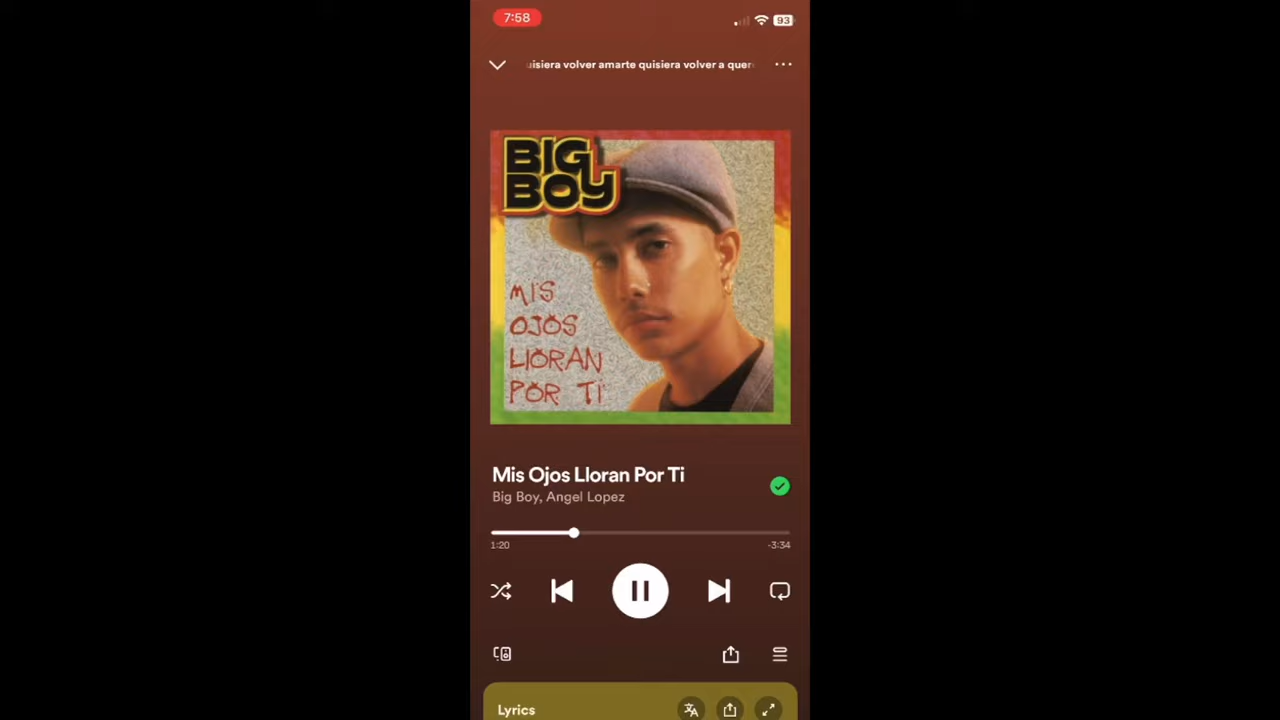 7:58
93
isiera volver amarte quisiera volver a quer
BIG
BOY
MIS
OJOS
LLORAN
POR TI
Mis Ojos Lloran Por Ti
Big Boy, Angel Lopez
1:20
-3:34
Lyrics